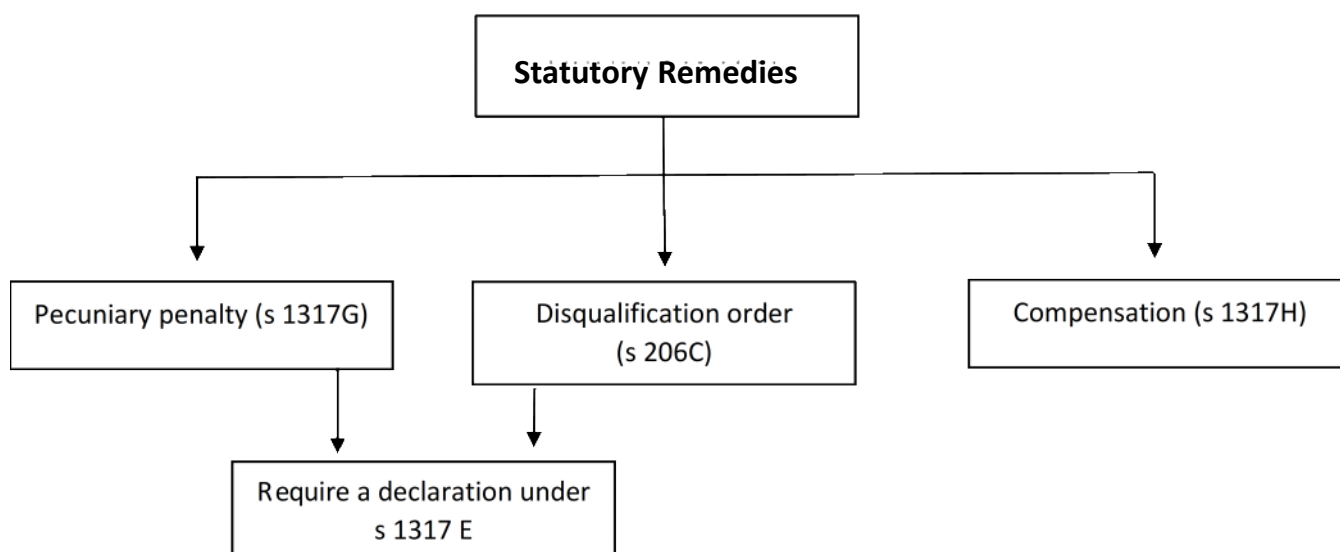 Statutory Remedies
Pecuniary penalty (s 1317G)
Disqualification order
(s 206C)
Compensation (s 1317H)
Require a declaration under
s 1317 E